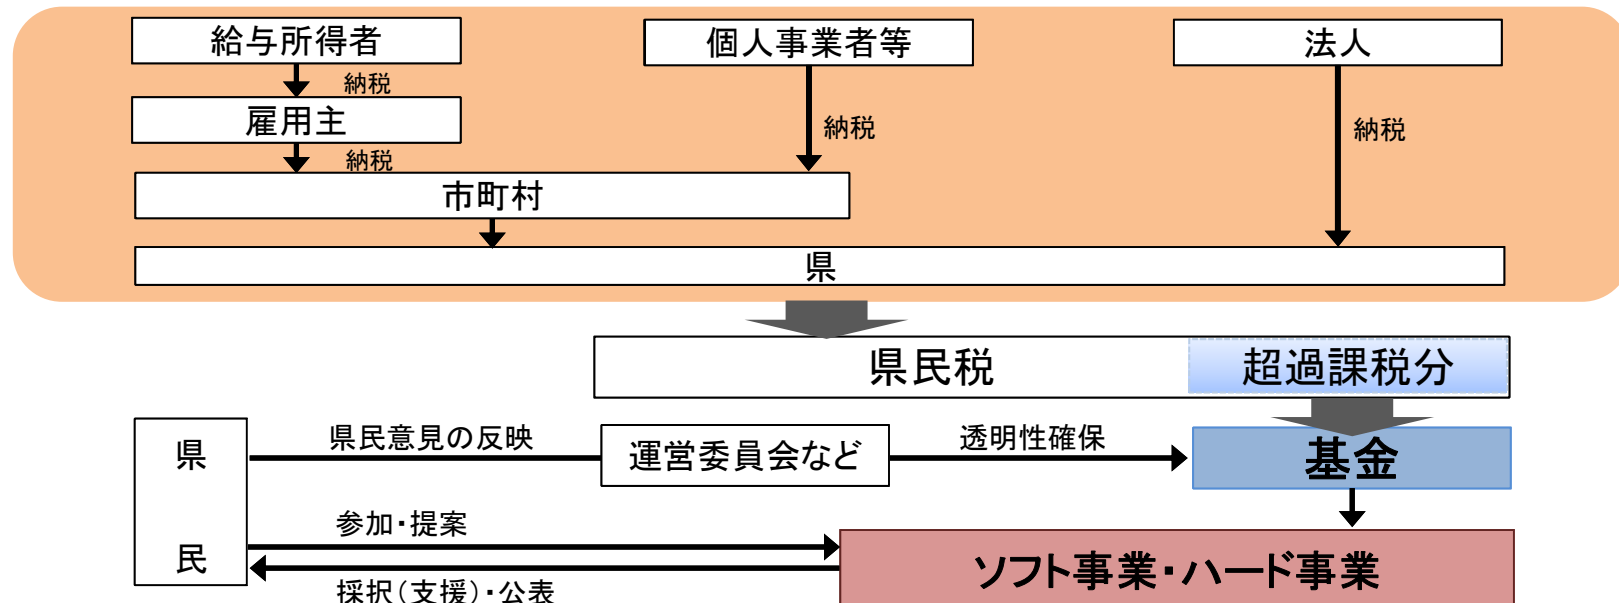 給与所得者
個人事業者等
法人
納税
雇用主
納税
納税
納税
市町村
県
県民税
超過課税分
県民
県民意見の反映
運営委員会など
透明性確保
基金
参加・提案
ソフト事業・ハード事業
採択(支援)・公表